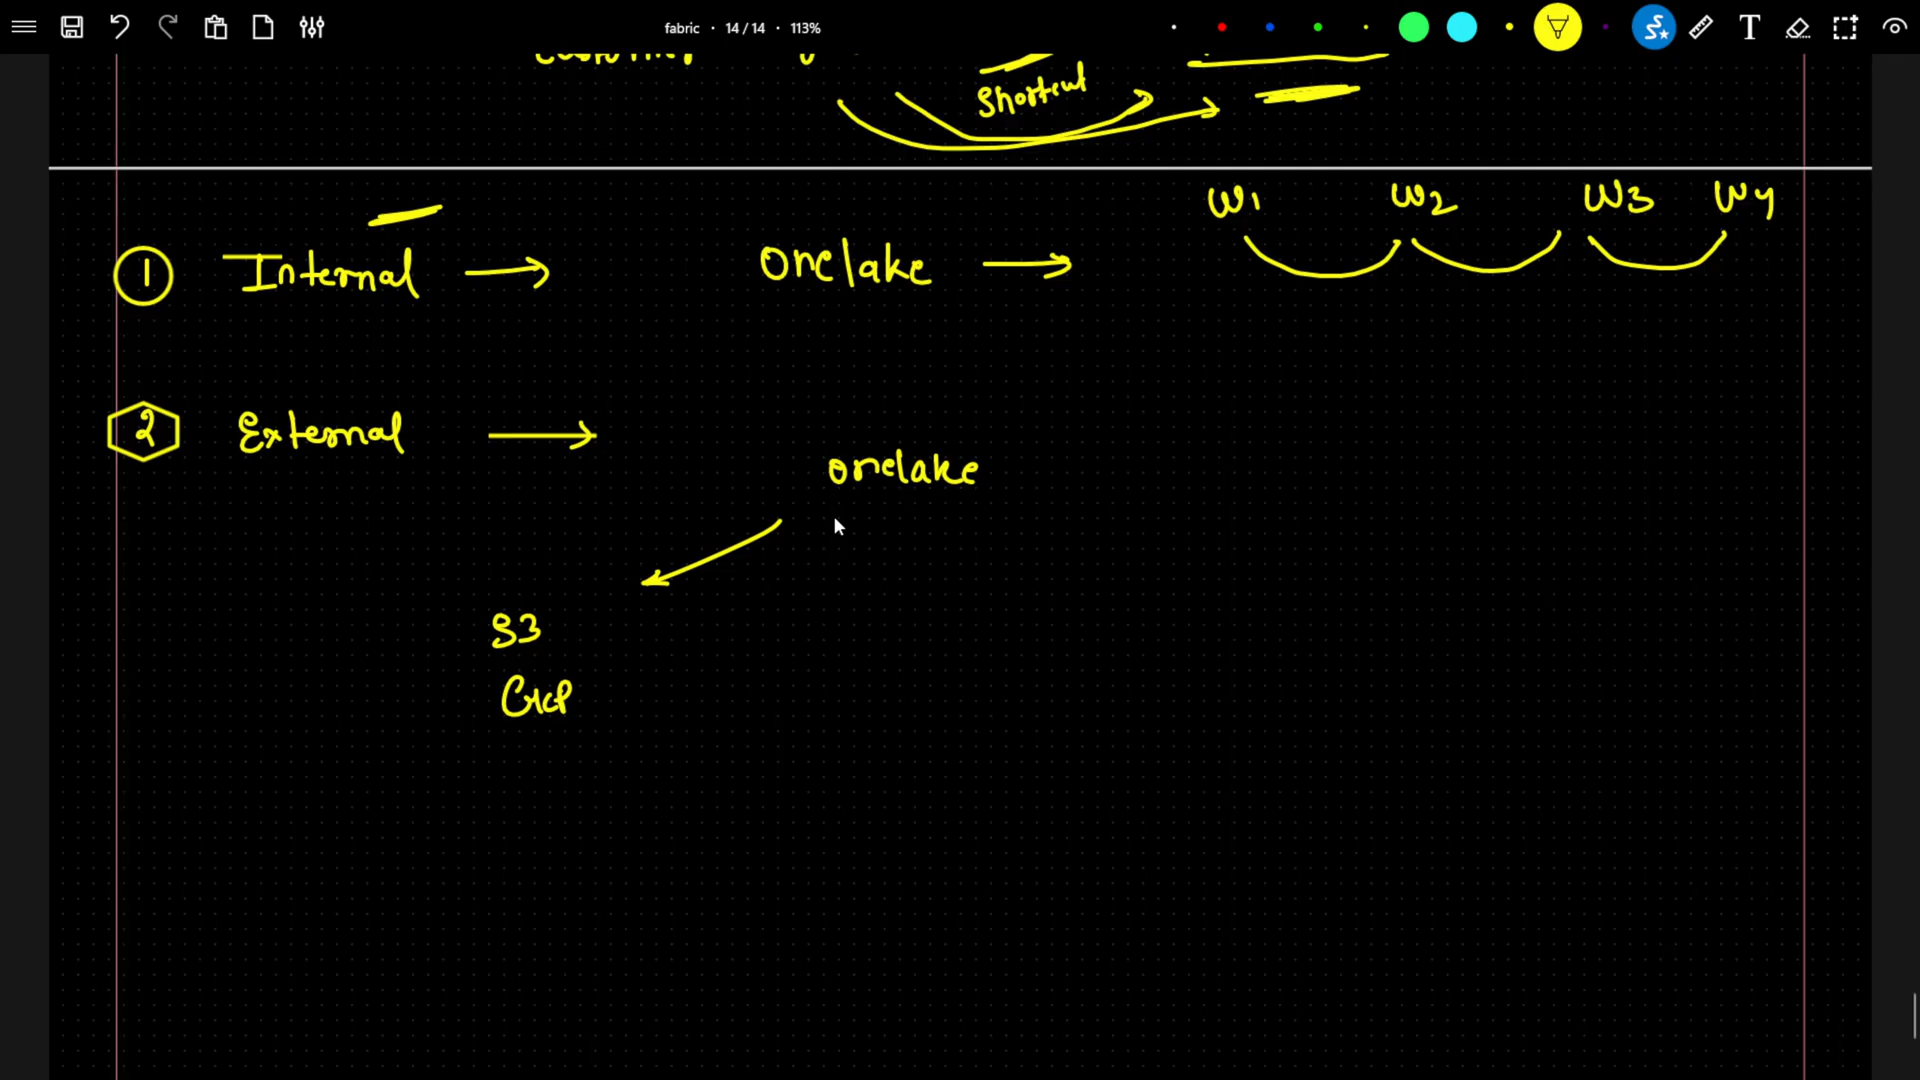 fabric • 14 / 14 • 113%
T
Shortcut
W1 W2 W3 W4
1 Internal → Onelake →
2 External →
onelake
S3
GCP